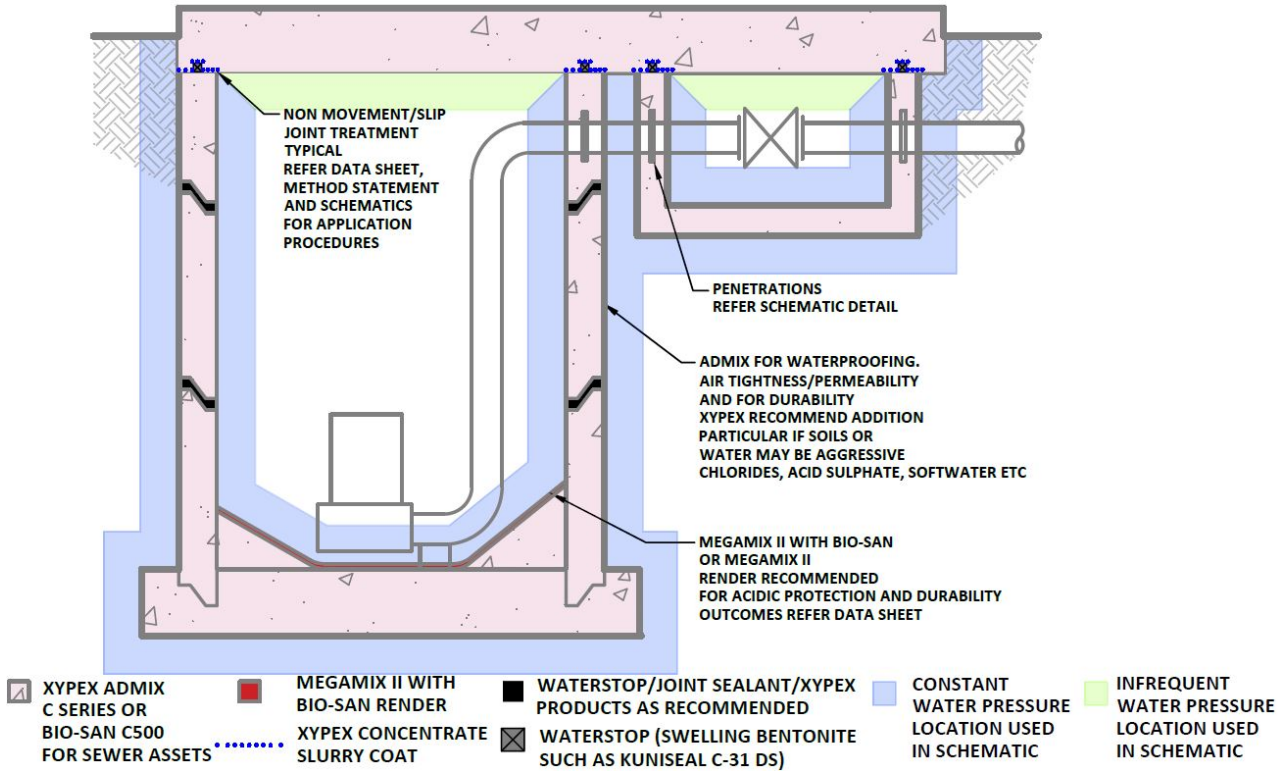 NON MOVEMENT/SLIP
JOINT TREATMENT
TYPICAL
REFER DATA SHEET,
METHOD STATEMENT
AND SCHEMATICS
FOR APPLICATION
PROCEDURES
PENETRATIONS
REFER SCHEMATIC DETAIL
ADMIX FOR WATERPROOFING.
AIR TIGHTNESS/PERMEABILITY
AND FOR DURABILITY
XYPEX RECOMMEND ADDITION
PARTICULAR IF SOILS OR
WATER MAY BE AGGRESSIVE
CHLORIDES, ACID SULPHATE, SOFTWATER ETC
MEGAMIX II WITH BIO-SAN
OR MEGAMIX II
RENDER RECOMMENDED
FOR ACIDIC PROTECTION AND DURABILITY
OUTCOMES REFER DATA SHEET
XYPEX ADMIX
C SERIES OR
BIO-SAN C500
FOR SEWER ASSETS
MEGAMIX II WITH
BIO-SAN RENDER
XYPEX CONCENTRATE
SLURRY COAT
WATERSTOP/JOINT SEALANT/XYPEX
PRODUCTS AS RECOMMENDED
WATERSTOP (SWELLING BENTONITE
SUCH AS KUNISEAL C-31 DS)
CONSTANT
WATER PRESSURE
LOCATION USED
IN SCHEMATIC
INFREQUENT
WATER PRESSURE
LOCATION USED
IN SCHEMATIC